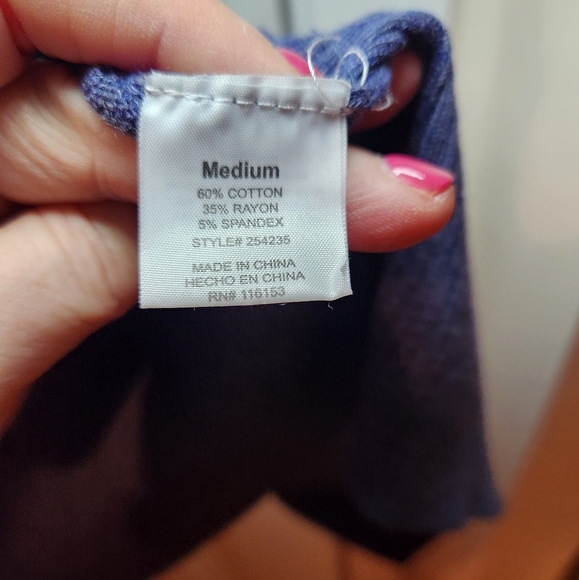 Medium
60% COTTON
35% RAYON
5% SPANDEX
STYLE# 254235
MADE IN CHINA
HECHO EN CHINA
RN# 116153